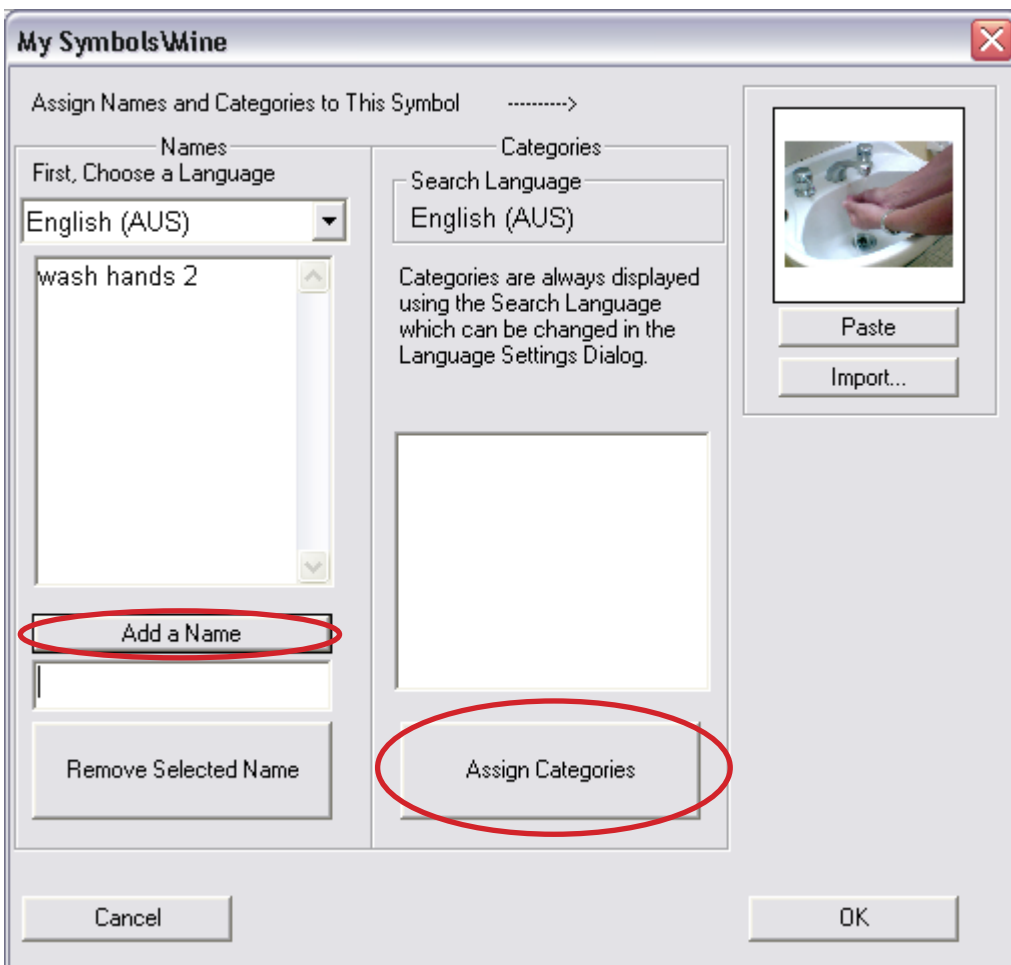 My Symbols\Mine
Assign Names and Categories to This Symbol ---------->
Names
First, Choose a Language
English (AUS)
wash hands 2
Add a Name
Remove Selected Name
Categories
Search Language
English (AUS)
Categories are always displayed
using the Search Language
which can be changed in the
Language Settings Dialog.
Assign Categories
Paste
Import...
Cancel
OK